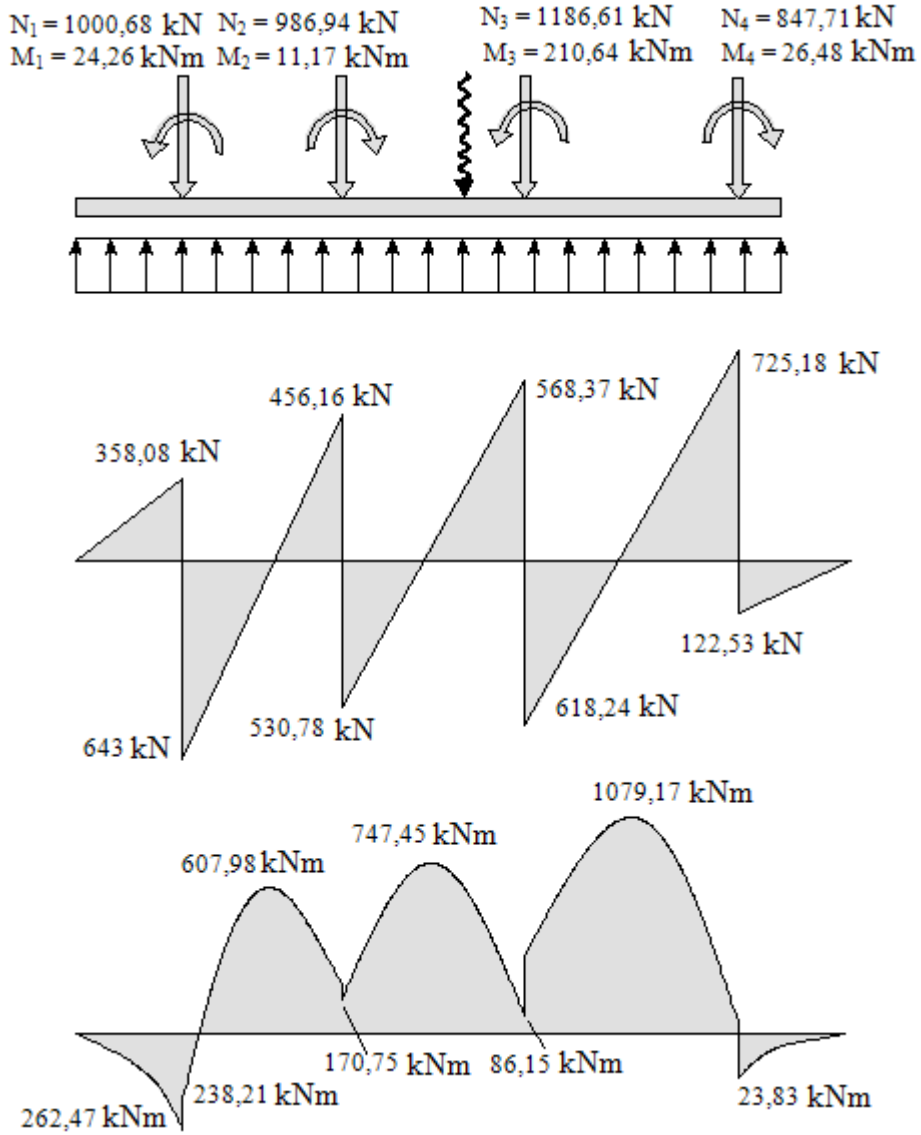 N₁ = 1000,68 kN N₂ = 986,94 kN N₃ = 1186,61 kN N₄ = 847,71 kN
M₁ = 24,26 kNm M₂ = 11,17 kNm M₃ = 210,64 kNm M₄ = 26,48 kNm
725,18 kN
568,37 kN
456,16 kN
358,08 kN
122,53 kN
618,24 kN
530,78 kN
643 kN
1079,17 kNm
747,45 kNm
607,98 kNm
170,75 kNm 86,15 kNm
238,21 kNm 23,83 kNm
262,47 kNm